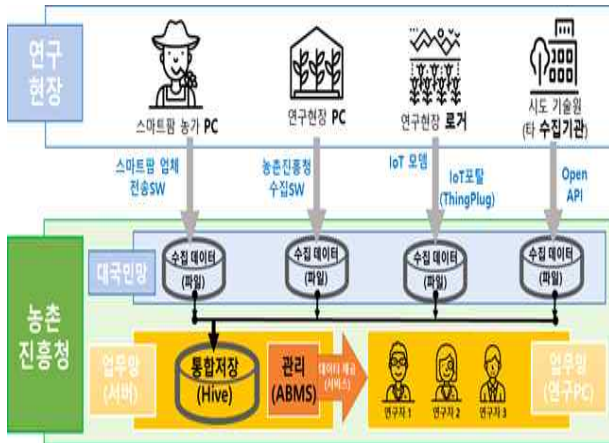 연구
현장
스마트팜 농가 PC
연구현장 PC
연구현장 로거
시도 기술원
(타 수집기관)
스마트팜 업체
전송SW
농촌진흥청
수집SW
IoT 모뎀
IoT포탈
(ThingPlug)
Open
API
농촌
진흥청
대국민망
수집 데이터
(파일)
수집 데이터
(파일)
수집 데이터
(파일)
수집 데이터
(파일)
업무망
(서버)
통합저장
(Hive)
관리
(ABMS)
데이터 제공
(서비스)
연구자 1
연구자 2
연구자 3
업무망
(연구PC)